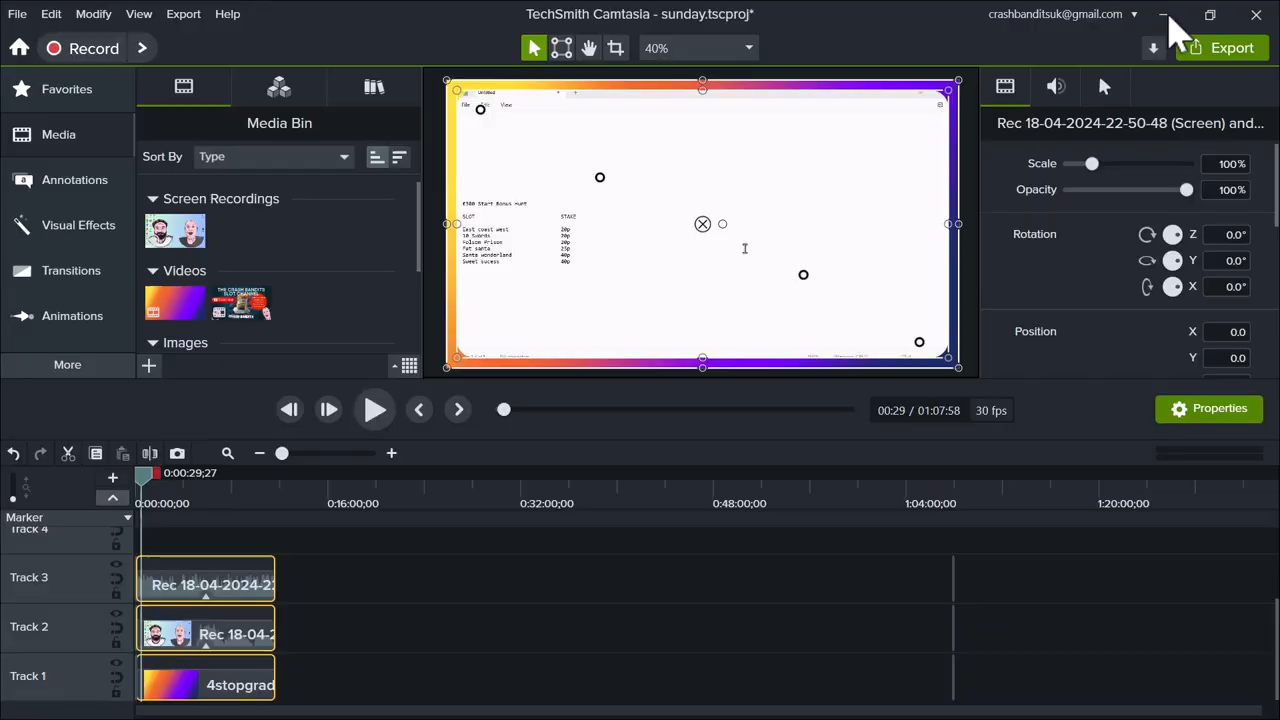 File Edit Modify View Export Help
TechSmith Camtasia - sunday.tscproj*
crashbanditsuk@gmail.com
Record
40%
Export
Favorites
Media
Annotations
Visual Effects
Transitions
Animations
More
Media Bin
Sort By Type
Screen Recordings
Videos
Images
Untitled
File Edit View
€300 Start Bonus Hunt
SLOT STAKE
East coast west 20p
10 Swords 20p
Folsom Prison 20p
Fat santa 25p
Santa wonderland 40p
Sweet sucess 40p
Rec 18-04-2024-22-50-48 (Screen) and...
Scale 100%
Opacity 100%
Rotation Z 0.0°
0.0°
X 0.0°
Position X 0.0
Y 0.0
00:29 / 01:07:58 30 fps
Properties
0:00:29;27
0:00:00;00 0:16:00;00 0:32:00;00 0:48:00;00 1:04:00;00 1:20:00;00
Marker
Track 4
Track 3
Rec 18-04-2024-22
Track 2
Rec 18-04-2
Track 1
4stopgrad